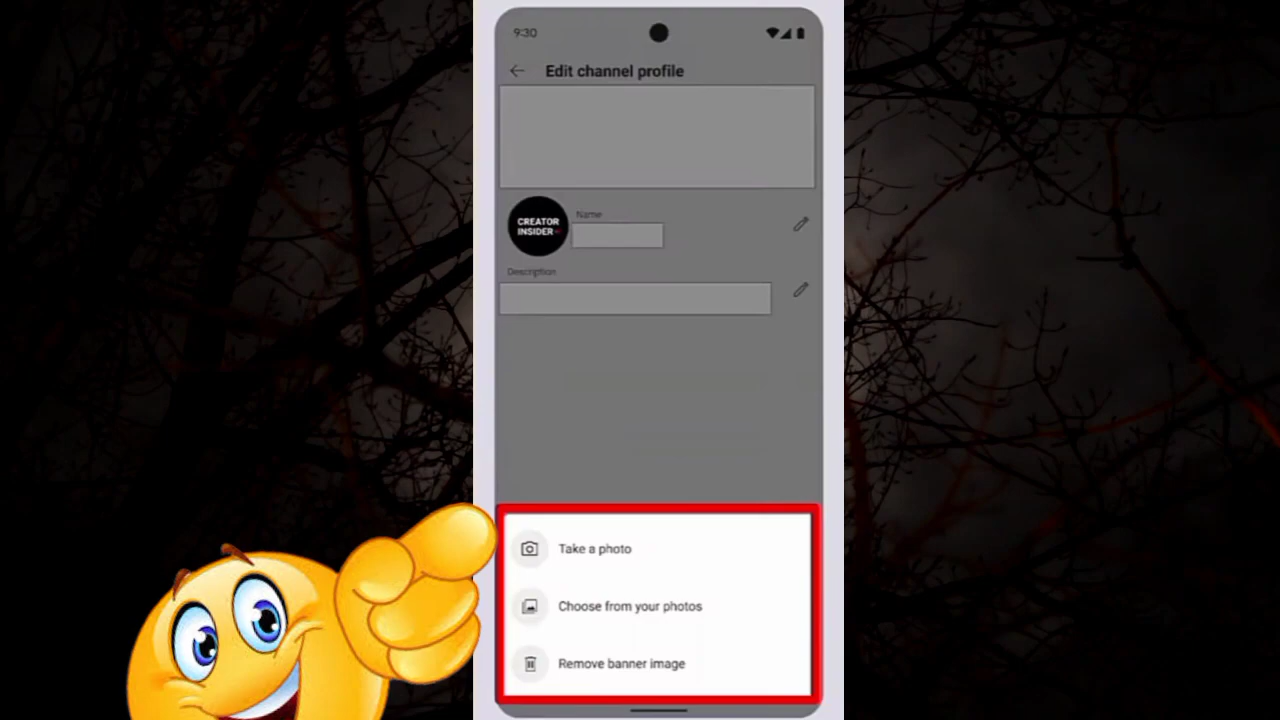 9:30
Edit channel profile
CREATOR
INSIDER
Name
Description
Take a photo
Choose from your photos
Remove banner image